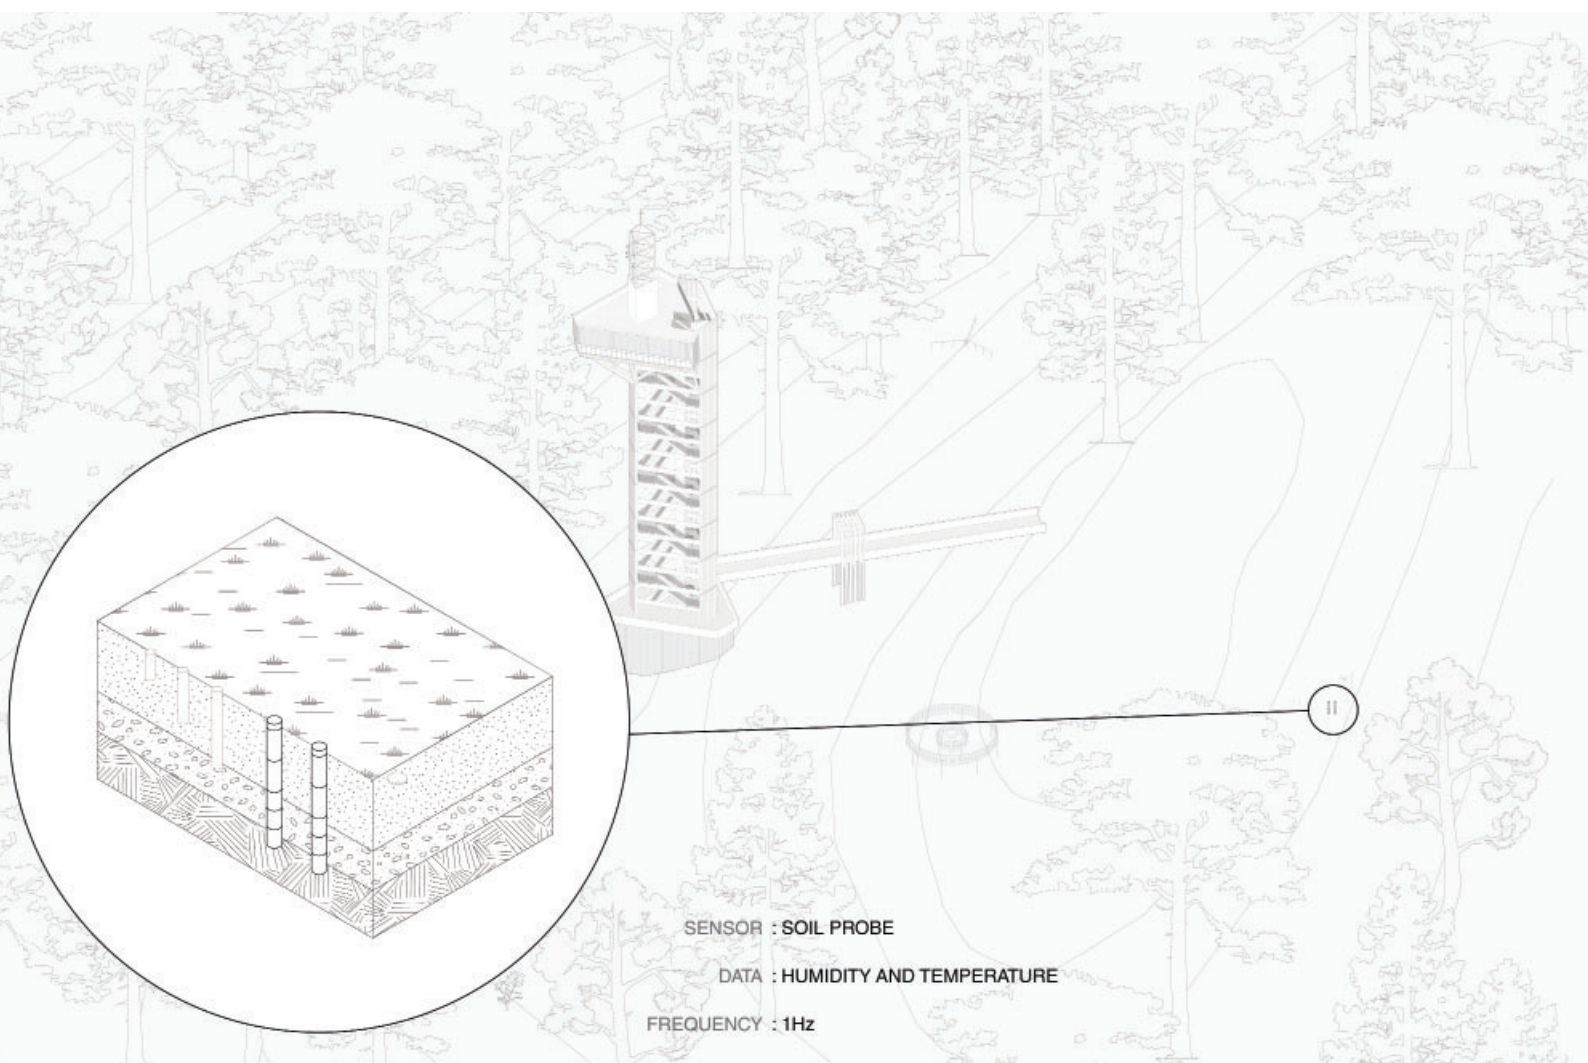 SENSOR : SOIL PROBE
DATA : HUMIDITY AND TEMPERATURE
FREQUENCY : 1Hz